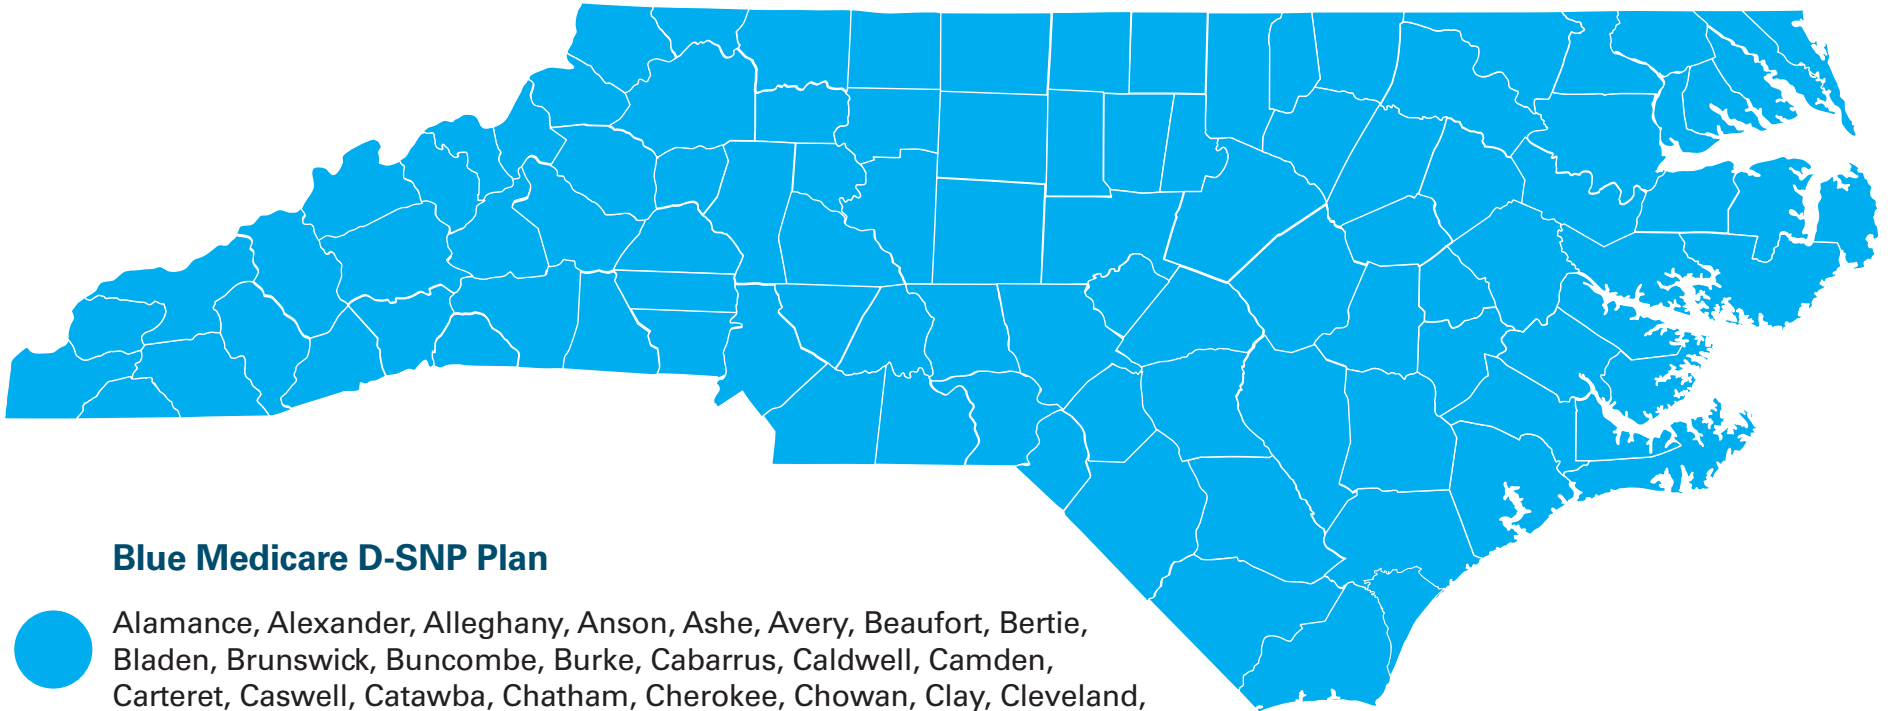 Blue Medicare D-SNP Plan
Alamance, Alexander, Alleghany, Anson, Ashe, Avery, Beaufort, Bertie,
Bladen, Brunswick, Buncombe, Burke, Cabarrus, Caldwell, Camden,
Carteret, Caswell, Catawba, Chatham, Cherokee, Chowan, Clay, Cleveland,